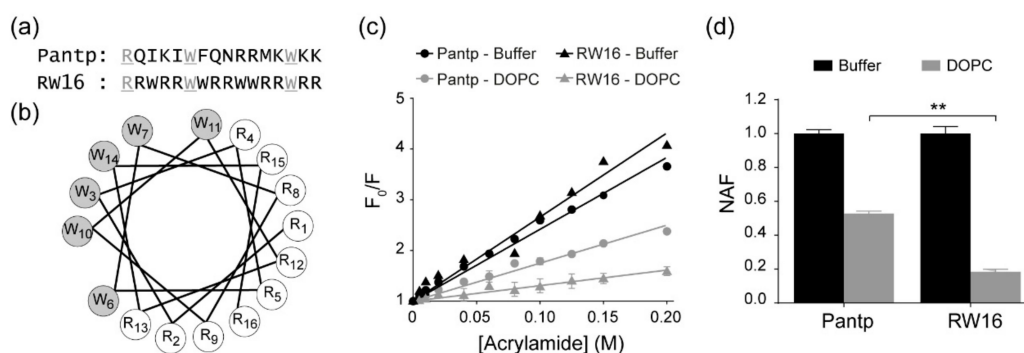 (a)
Pantp: RQIKIWFQNRRMKWKK
RW16 : RRWRRWWRRWWRRWRR
(b)
W7
W11
R4
W14
R15
W3
R8
W10
R1
R12
W6
R5
R13
R2
R9
R16
(c)
Pantp - Buffer
RW16 - Buffer
Pantp - DOPC
RW16 - DOPC
5
4
3
2
1
F0/F
0
0.05
0.10
0.15
0.20
[Acrylamide] (M)
(d)
Buffer
DOPC
**
1.2
1.0
0.8
0.6
0.4
0.2
0.0
NAF
Pantp
RW16